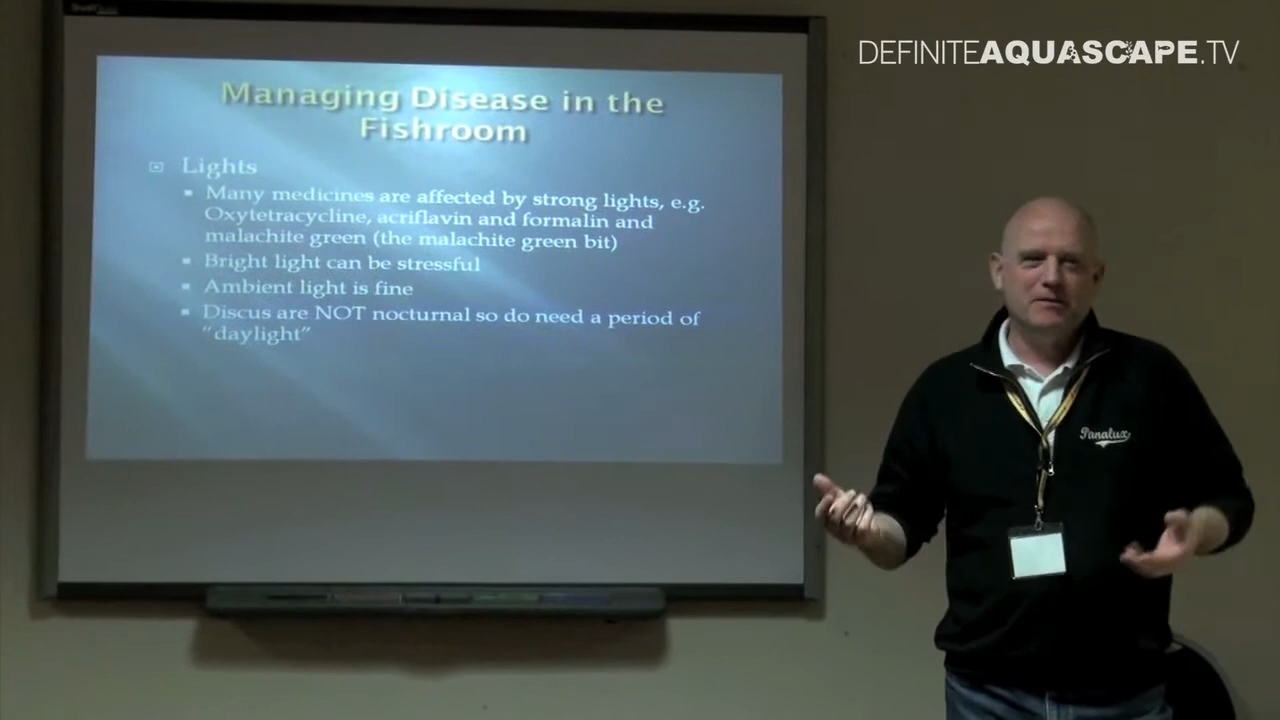 DEFINITEAQUASCAPE.TV
Managing Disease in the
Fishroom
Lights
Many medicines are affected by strong lights, e.g.
Oxytetracycline, acriflavin and formalin and
malachite green (the malachite green bit)
Bright light can be stressful
Ambient light is fine
Discus are NOT nocturnal so do need a period of
"daylight"
Panalux